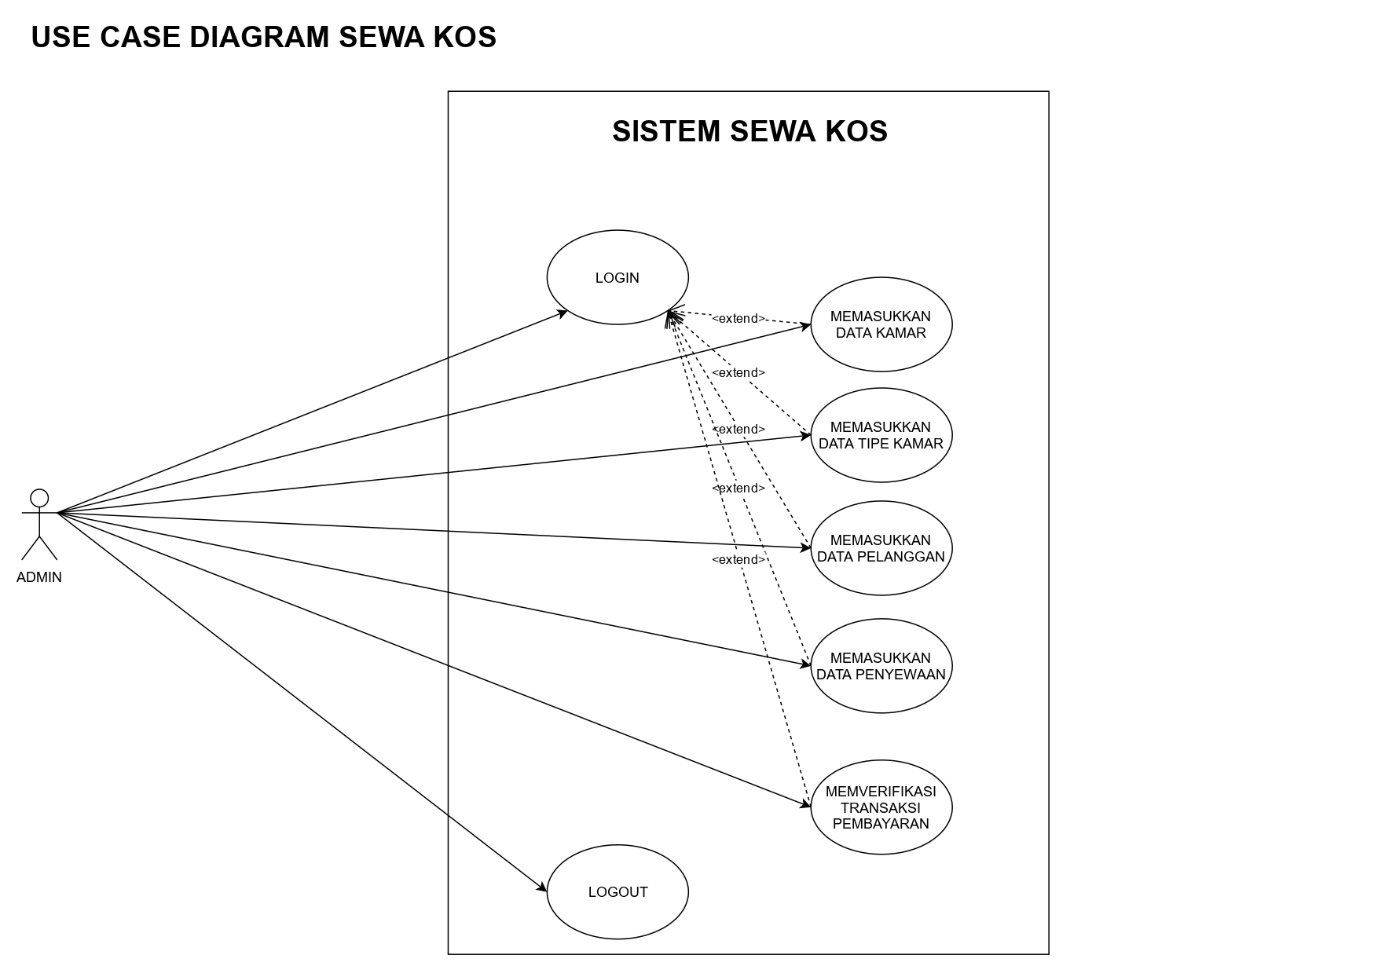 USE CASE DIAGRAM SEWA KOS
SISTEM SEWA KOS
LOGIN
MEMASUKKAN
DATA KAMAR
<extend>
<extend>
<extend>
<extend>
<extend>
MEMASUKKAN
DATA TIPE KAMAR
MEMASUKKAN
DATA PELANGGAN
MEMASUKKAN
DATA PENYEWAAN
MEMVERIFIKASI
TRANSAKSI
PEMBAYARAN
ADMIN
LOGOUT